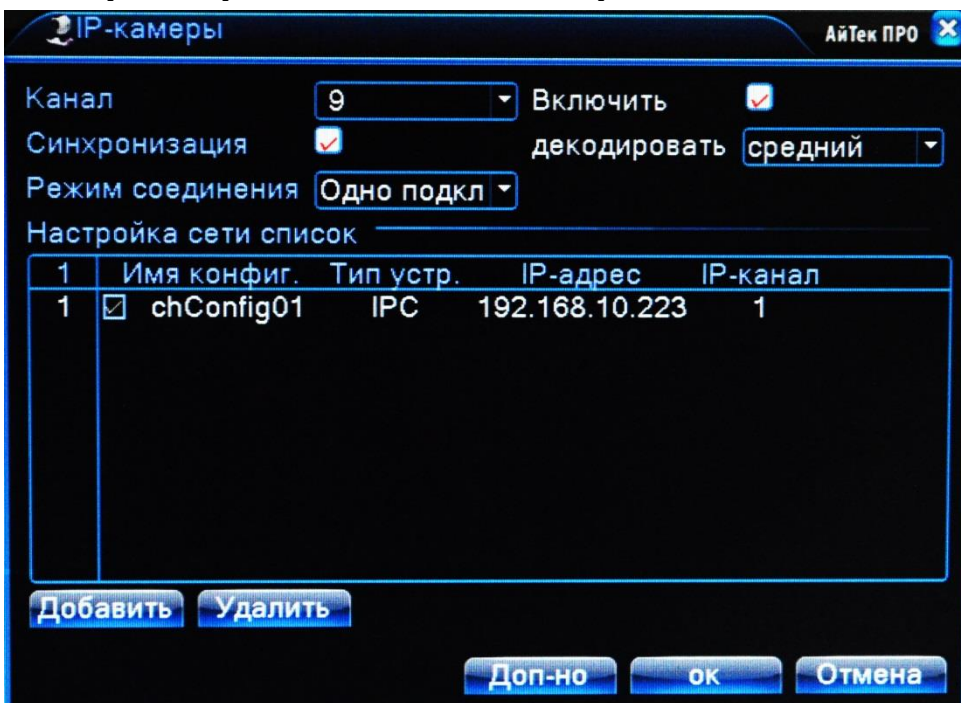 IP-камеры
АйТек ПРО
Канал 9 Включить
Синхронизация декодировать средний
Режим соединения Одно подкл
Настройка сети список
1 Имя конфиг. Тип устр. IP-адрес IP-канал
1 chConfig01 IPC 192.168.10.223 1
Добавить Удалить
Доп-но ок Отмена